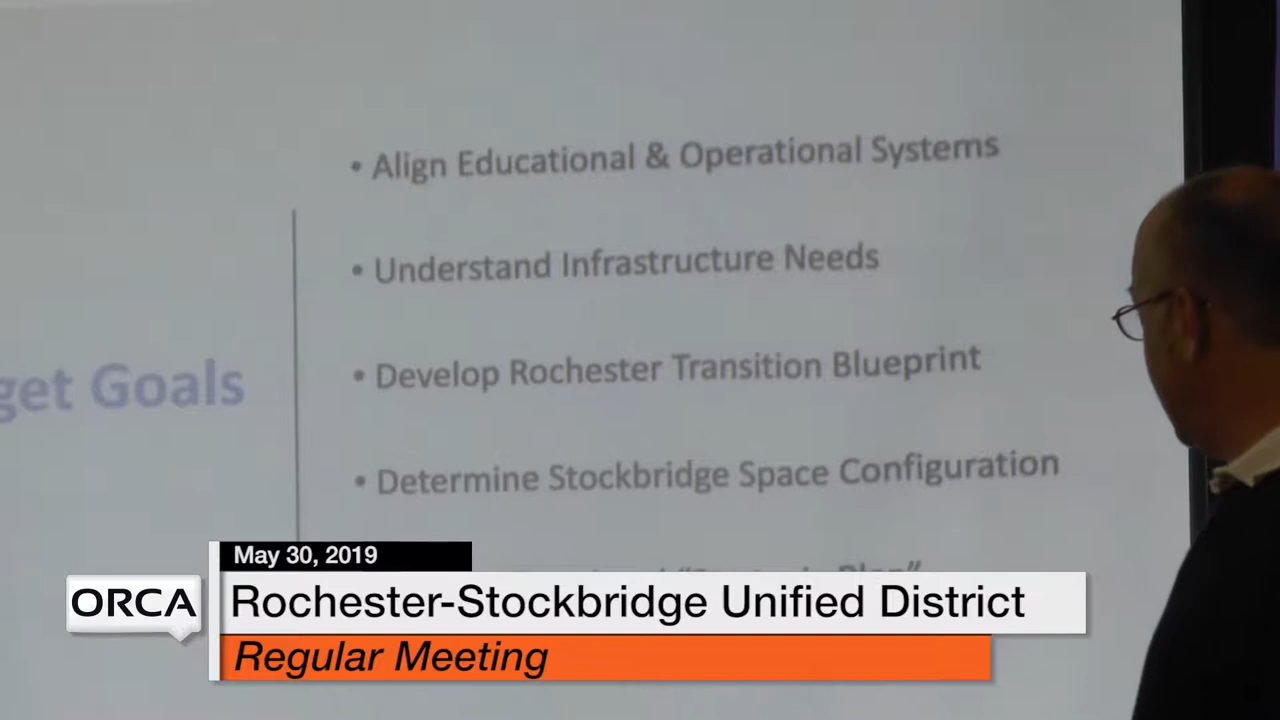 • Align Educational & Operational Systems
• Understand Infrastructure Needs
• Develop Rochester Transition Blueprint
• Determine Stockbridge Space Configuration
Goals
May 30, 2019
ORCA
Rochester-Stockbridge Unified District
Regular Meeting